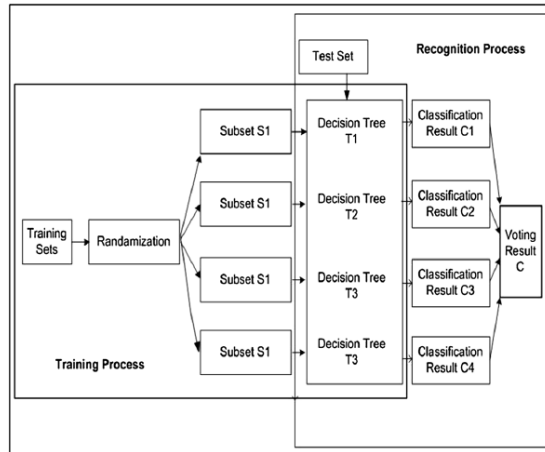 Recognition Process
Test Set
Training
Sets
Randamization
Subset S1
Subset S1
Subset S1
Subset S1
Decision Tree
T1
Decision Tree
T2
Decision Tree
T3
Decision Tree
T3
Classification
Result C1
Classification
Result C2
Classification
Result C3
Classification
Result C4
Voting
Result
C
Training Process